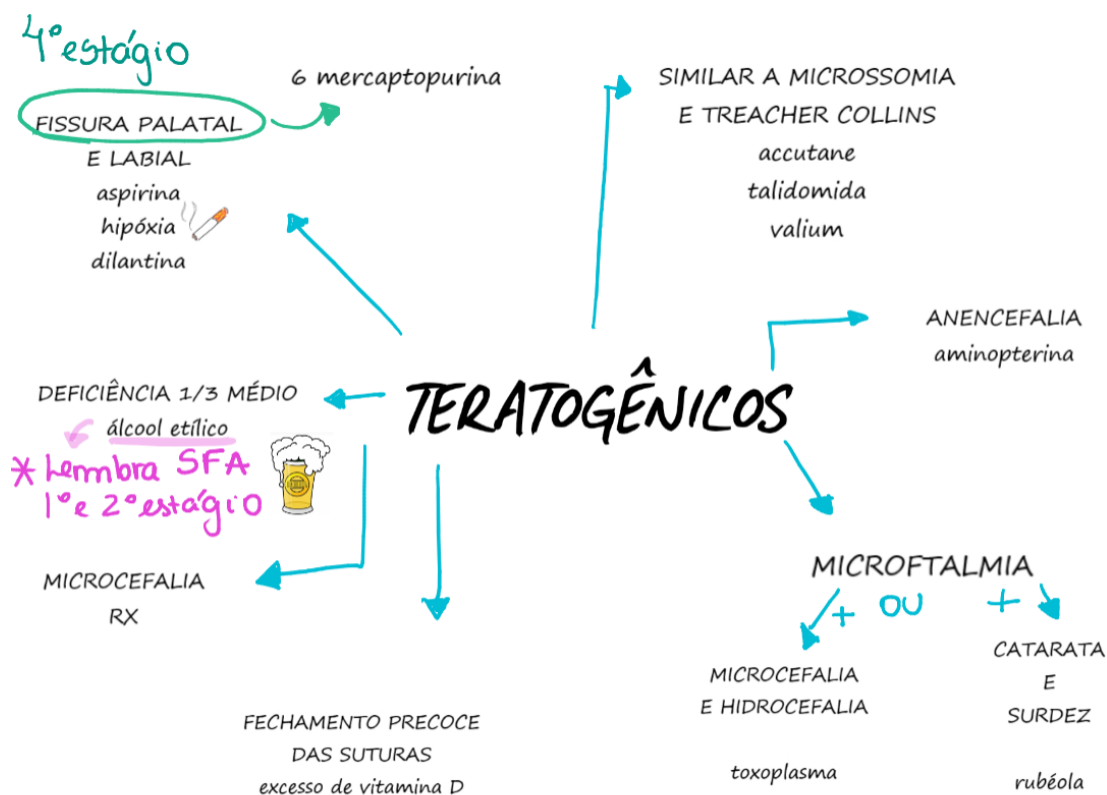 4º estágio
FISSURA PALATAL
E LABIAL
aspirina
hipóxia
dilantina
6 mercaptopurina
SIMILAR A MICROSSOMIA
E TREACHER COLLINS
accutane
talidomida
valium
ANENCEFALIA
aminopterina
TERATOGÊNICOS
DEFICIÊNCIA 1/3 MÉDIO
álcool etílico
* Lembra SFA
1º e 2º estágio
MICROCEFALIA
RX
FECHAMENTO PRECOCE
DAS SUTURAS
excesso de vitamina D
MICROFTALMIA
+ OU +
MICROCEFALIA
E HIDROCEFALIA
toxoplasma
CATARATA
E
SURDEZ
rubéola